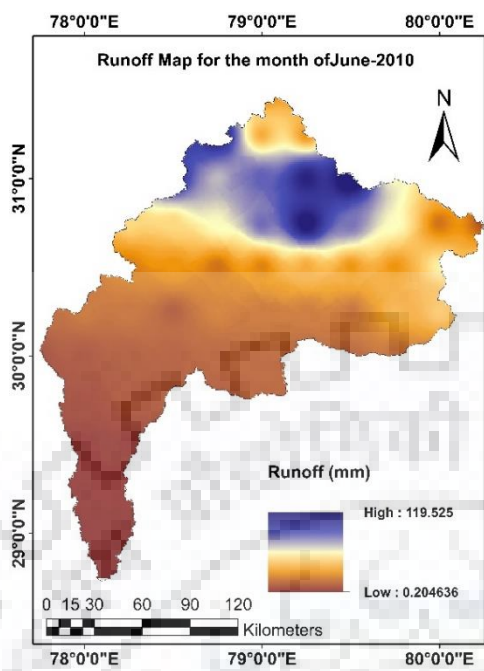 78°0'0"E 79°0'0"E 80°0'0"E
Runoff Map for the month ofJune-2010
N
31°0'0"N
30°0'0"N
29°0'0"N
Runoff (mm)
High : 119.525
Low : 0.204636
0 15 30 60 90 120
Kilometers
78°0'0"E 79°0'0"E 80°0'0"E